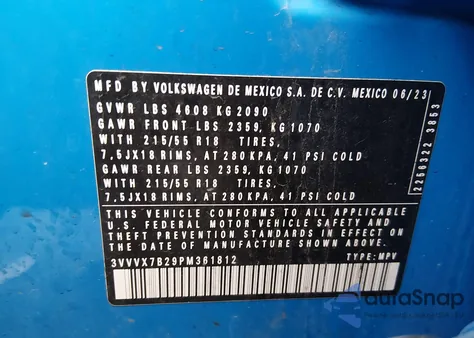 MFD BY VOLKSWAGEN DE MEXICO S.A. DE C.V. MEXICO 06/23
GVWR LBS 4608 KG 2090
GAWR FRONT LBS 2359, KG 1070
WITH 215/55 R18 TIRES,
7.5JX18 RIMS, AT 280 KPA, 41 PSI COLD
GAWR REAR LBS 2359, KG 1070
WITH 215/55 R18 TIRES,
7.5JX18 RIMS, AT 280 KPA, 41 PSI COLD
THIS VEHICLE CONFORMS TO ALL APPLICABLE
U.S. FEDERAL MOTOR VEHICLE SAFETY AND
THEFT PREVENTION STANDARDS IN EFFECT ON THE
DATE OF MANUFACTURE SHOWN ABOVE.
3VVVX7B29PM361812 TYPE: MPV
2256322 3853
autoSnap